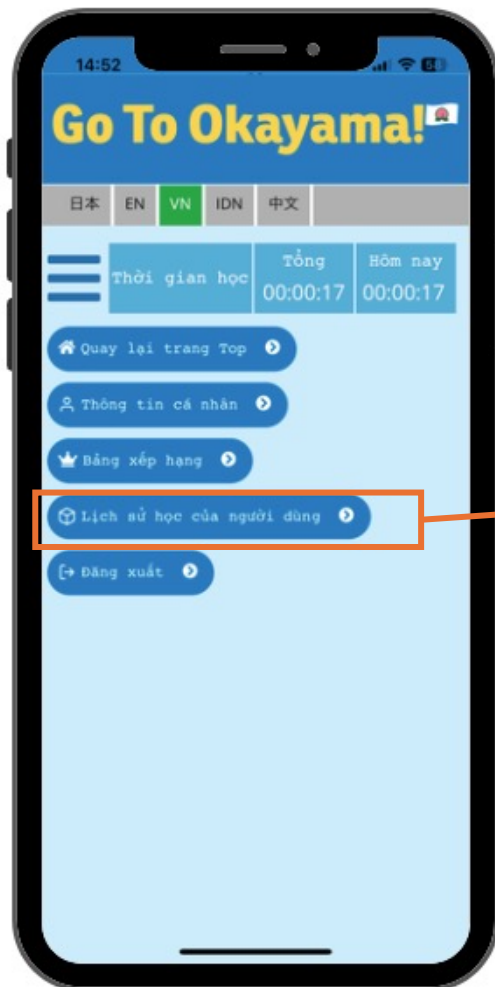 14:52
Go To Okayama!
日本 EN VN IDN 中文
Thời gian học
Tổng
00:00:17
Hôm nay
00:00:17
Quay lại trang Top
Thông tin cá nhân
Bảng xếp hạng
Lịch sử học của người dùng
Đăng xuất